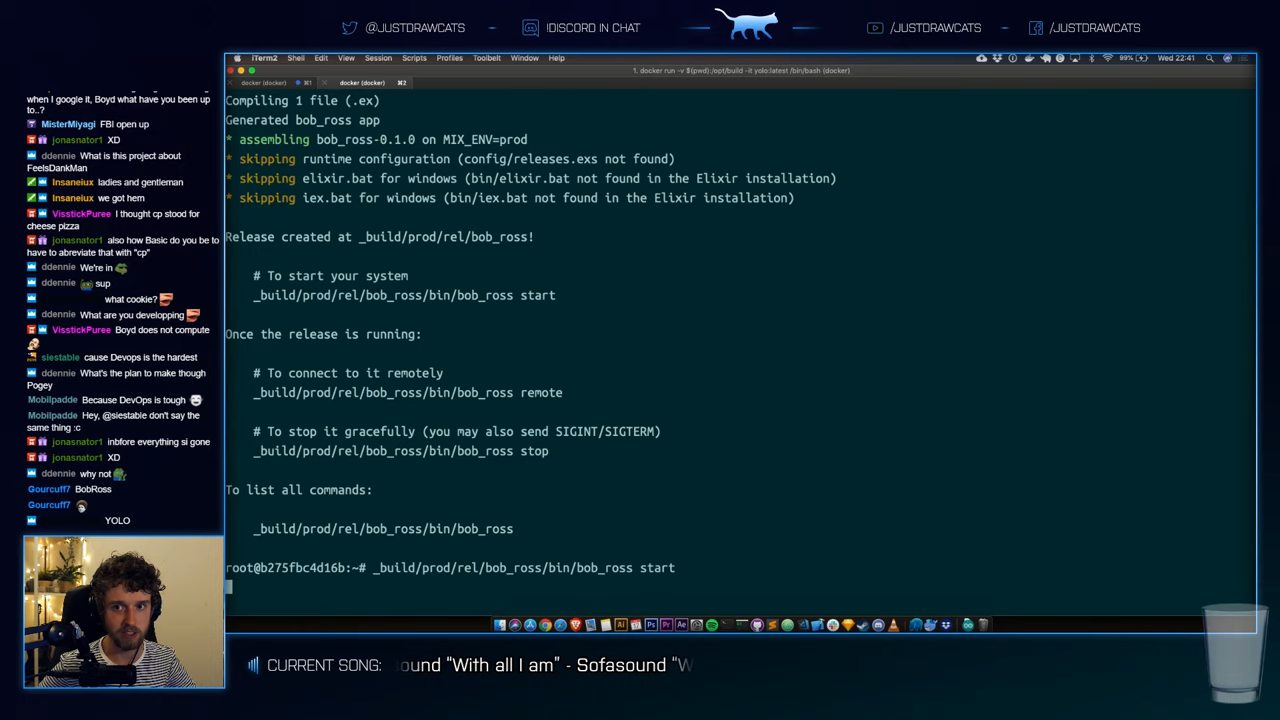 @JUSTDRAWCATS
!DISCORD IN CHAT
/JUSTDRAWCATS
/JUSTDRAWCATS
iTerm2 Shell Edit View Session Scripts Profiles Toolbelt Window Help
99% Wed 22:41
1. docker run -v $(pwd):/opt/build -it yolo:latest /bin/bash (docker)
docker (docker) ⌘1
docker (docker) ⌘2
when I google it, Boyd what have you been up
to..?
MisterMiyagi FBI open up
jonasnator1 XD
ddennie What is this project about
FeelsDankMan
Insaneiux ladies and gentleman
Insaneiux we got hem
VisstickPuree I thought cp stood for
cheese pizza
jonasnator1 also how Basic do you be to
have to abreviate that with "cp"
ddennie We're in
ddennie sup
what cookie?
ddennie What are you developping
VisstickPuree Boyd does not compute
siestable cause Devops is the hardest
ddennie What's the plan to make though
Pogey
Mobilpadde Because DevOps is tough
Mobilpadde Hey, @siestable don't say the
same thing :c
jonasnator1 inbfore everything si gone
jonasnator1 XD
ddennie why not
Gourcuff7 BobRoss
Gourcuff7
YOLO
Compiling 1 file (.ex)
Generated bob_ross app
* assembling bob_ross-0.1.0 on MIX_ENV=prod
* skipping runtime configuration (config/releases.exs not found)
* skipping elixir.bat for windows (bin/elixir.bat not found in the Elixir installation)
* skipping iex.bat for windows (bin/iex.bat not found in the Elixir installation)
Release created at _build/prod/rel/bob_ross!
# To start your system
_build/prod/rel/bob_ross/bin/bob_ross start
Once the release is running:
# To connect to it remotely
_build/prod/rel/bob_ross/bin/bob_ross remote
# To stop it gracefully (you may also send SIGINT/SIGTERM)
_build/prod/rel/bob_ross/bin/bob_ross stop
To list all commands:
_build/prod/rel/bob_ross/bin/bob_ross
root@b275fbc4d16b:~# _build/prod/rel/bob_ross/bin/bob_ross start
CURRENT SONG: ound "With all I am" - Sofasound "W